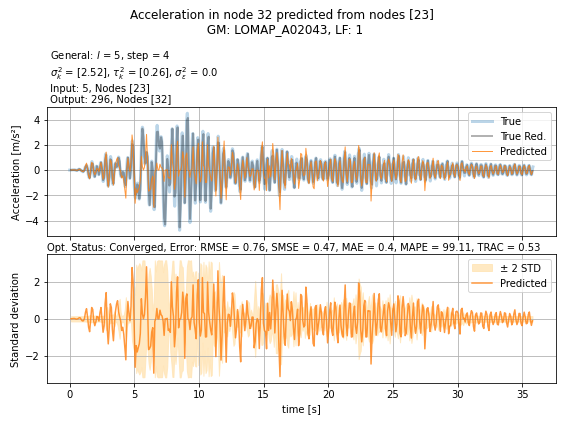 Acceleration in node 32 predicted from nodes [23]
GM: LOMAP_A02043, LF: 1
General: l = 5, step = 4
σ²ₖ = [2.52], τ²ₖ = [0.26], σ²ε = 0.0
Input: 5, Nodes [23]
Output: 296, Nodes [32]
Acceleration [m/s²]
4
2
0
−2
−4
True
True Red.
Predicted
Opt. Status: Converged, Error: RMSE = 0.76, SMSE = 0.47, MAE = 0.4, MAPE = 99.11, TRAC = 0.53
Standard deviation
2
0
−2
± 2 STD
Predicted
0 5 10 15 20 25 30 35
time [s]